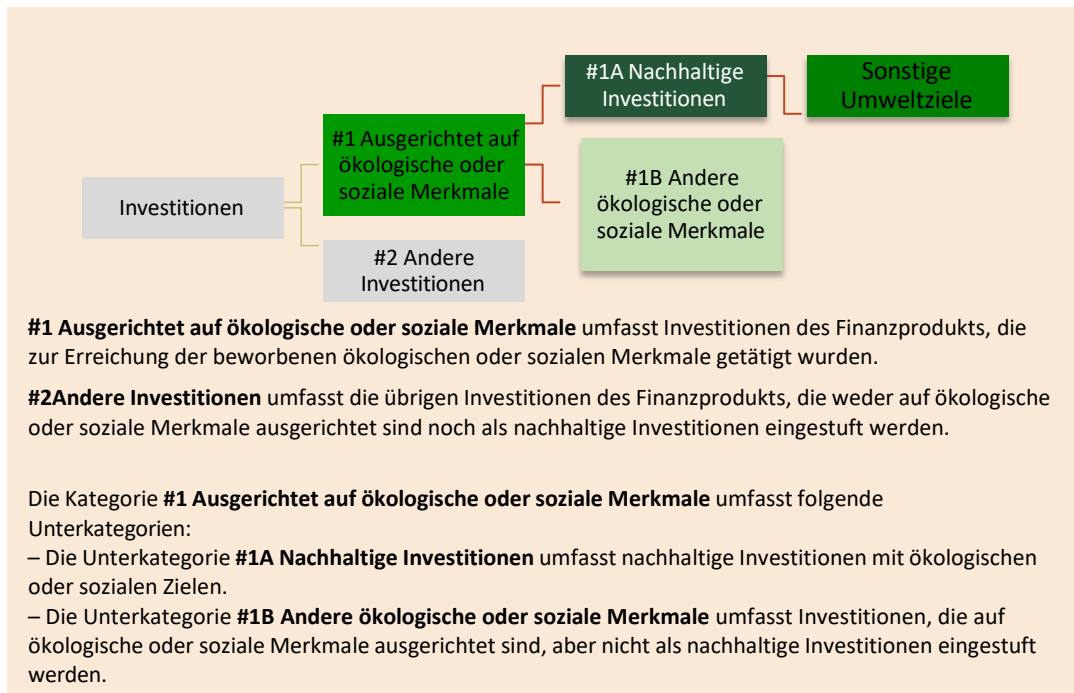 #1A Nachhaltige
Investitionen
Sonstige
Umweltziele
#1 Ausgerichtet auf
ökologische oder
soziale Merkmale
#1B Andere
ökologische oder
soziale Merkmale
Investitionen
#2 Andere
Investitionen
#1 Ausgerichtet auf ökologische oder soziale Merkmale umfasst Investitionen des Finanzprodukts, die
zur Erreichung der beworbenen ökologischen oder sozialen Merkmale getätigt wurden.
#2Andere Investitionen umfasst die übrigen Investitionen des Finanzprodukts, die weder auf ökologische
oder soziale Merkmale ausgerichtet sind noch als nachhaltige Investitionen eingestuft werden.
Die Kategorie #1 Ausgerichtet auf ökologische oder soziale Merkmale umfasst folgende
Unterkategorien:
– Die Unterkategorie #1A Nachhaltige Investitionen umfasst nachhaltige Investitionen mit ökologischen
oder sozialen Zielen.
– Die Unterkategorie #1B Andere ökologische oder soziale Merkmale umfasst Investitionen, die auf
ökologische oder soziale Merkmale ausgerichtet sind, aber nicht als nachhaltige Investitionen eingestuft
werden.